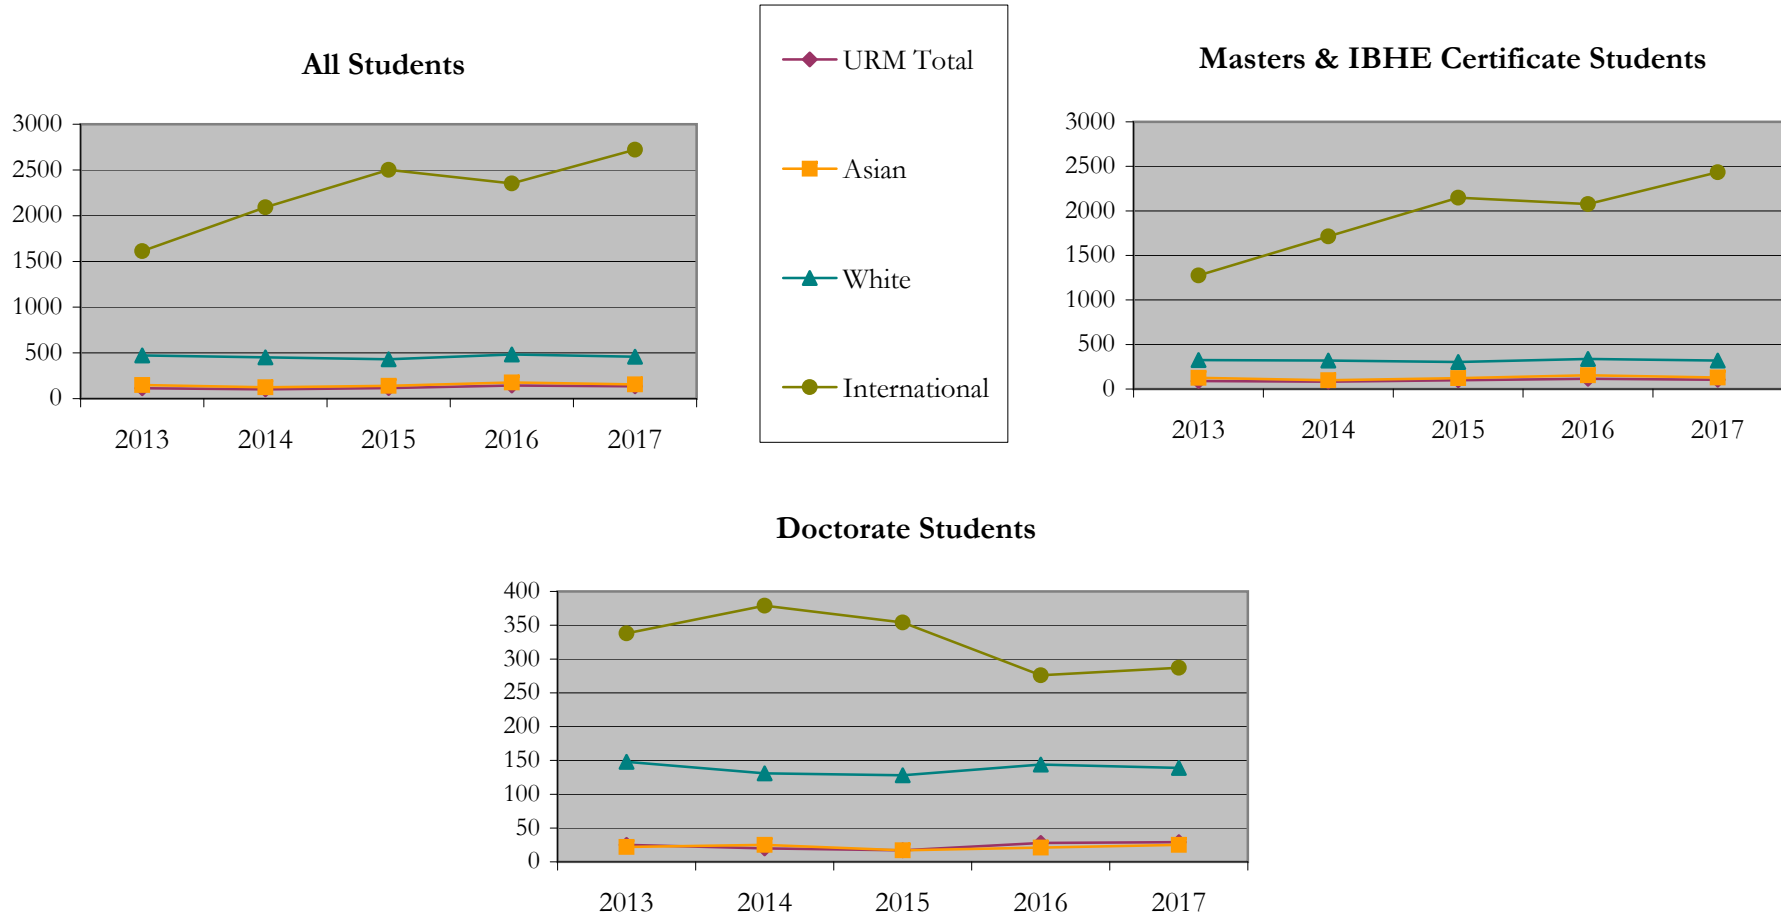 All Students
3000
2500
2000
1500
1000
500
0
2013 2014 2015 2016 2017
URM Total
Asian
White
International
Masters & IBHE Certificate Students
3000
2500
2000
1500
1000
500
0
2013 2014 2015 2016 2017
Doctorate Students
400
350
300
250
200
150
100
50
0
2013 2014 2015 2016 2017